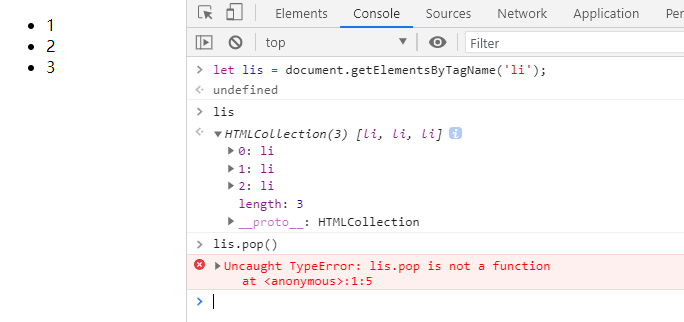 1
2
3
Elements Console Sources Network Application Perfor
top Filter
let lis = document.getElementsByTagName('li');
undefined
lis
HTMLCollection(3) [li, li, li]
0: li
1: li
2: li
length: 3
__proto__: HTMLCollection
lis.pop()
Uncaught TypeError: lis.pop is not a function
at <anonymous>:1:5